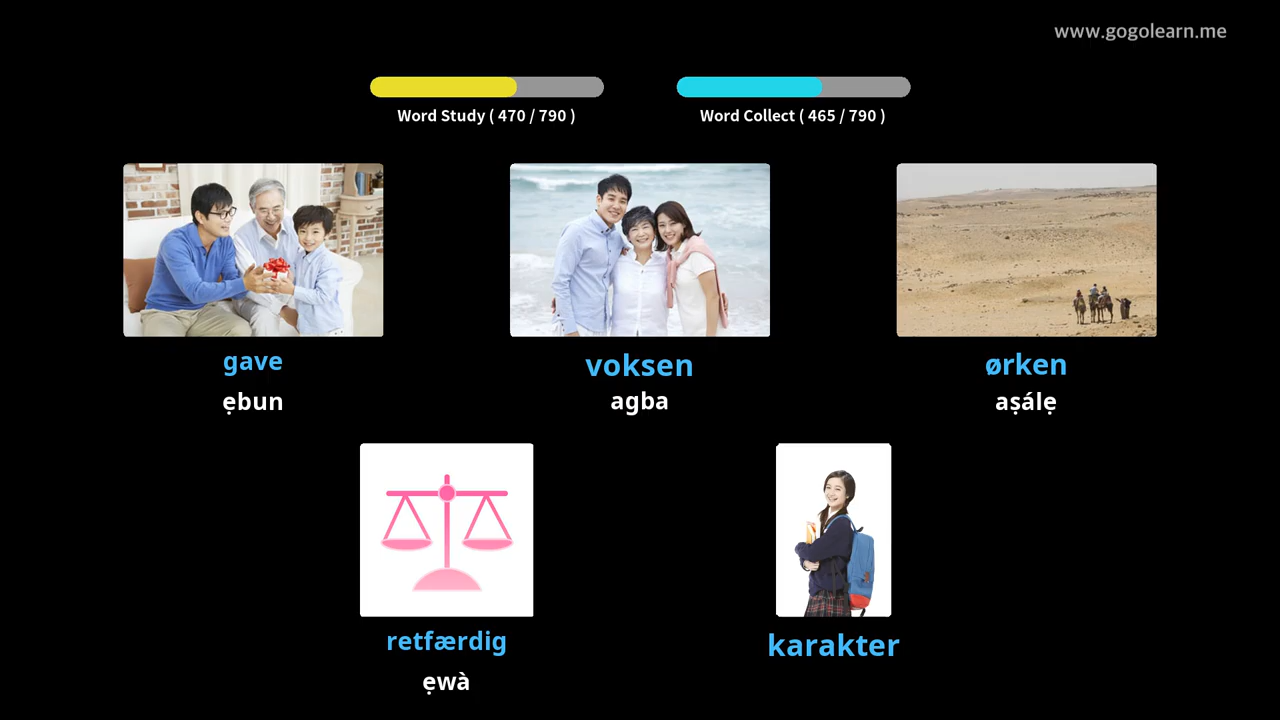 www.gogolearn.me
Word Study ( 470 / 790 )
Word Collect ( 465 / 790 )
gave
ẹbun
voksen
agba
ørken
aṣálẹ
retfærdig
ẹwà
karakter